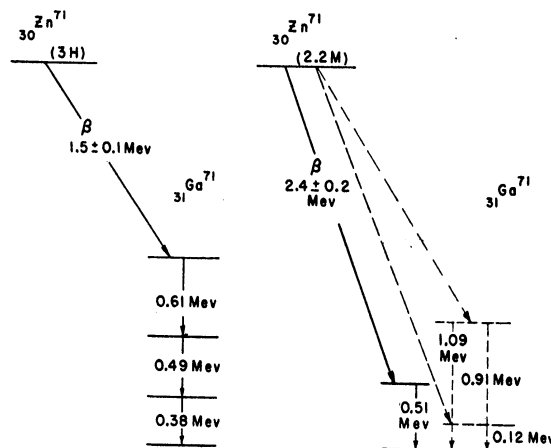 30Zn71
(3H)
β
1.5 ± 0.1 Mev
31Ga71
0.61 Mev
0.49 Mev
0.38 Mev
30Zn71
(2.2M)
β
2.4 ± 0.2
Mev
31Ga71
1.09
Mev
0.91 Mev
0.51
Mev
0.12 Mev